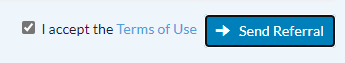 I accept the Terms of Use Send Referral